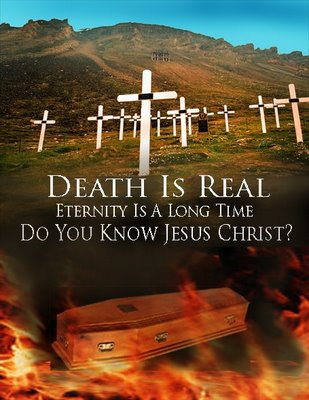 Death Is Real
Eternity Is A Long Time
Do You Know Jesus Christ?